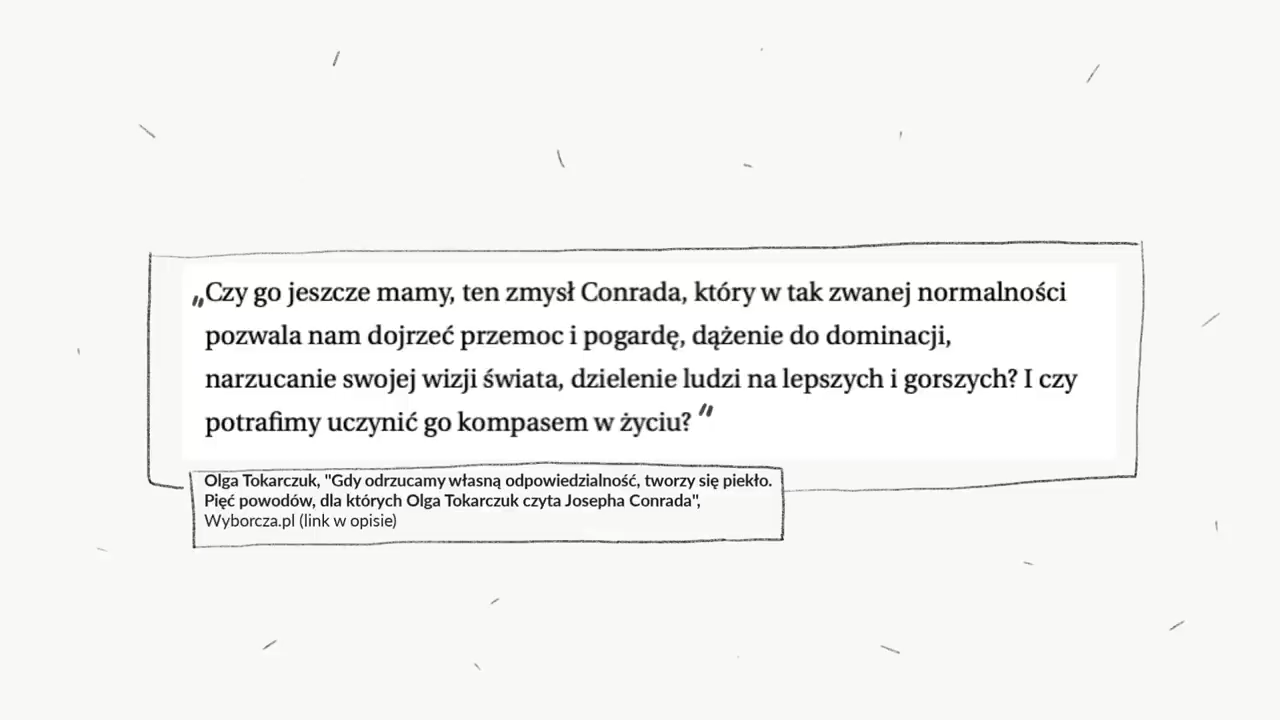 „Czy go jeszcze mamy, ten zmysł Conrada, który w tak zwanej normalności
pozwala nam dojrzeć przemoc i pogardę, dążenie do dominacji,
narzucanie swojej wizji świata, dzielenie ludzi na lepszych i gorszych? I czy
potrafimy uczynić go kompasem w życiu?"
Olga Tokarczuk, "Gdy odrzucamy własną odpowiedzialność, tworzy się piekło.
Pięć powodów, dla których Olga Tokarczuk czyta Josepha Conrada",
Wyborcza.pl (link w opisie)